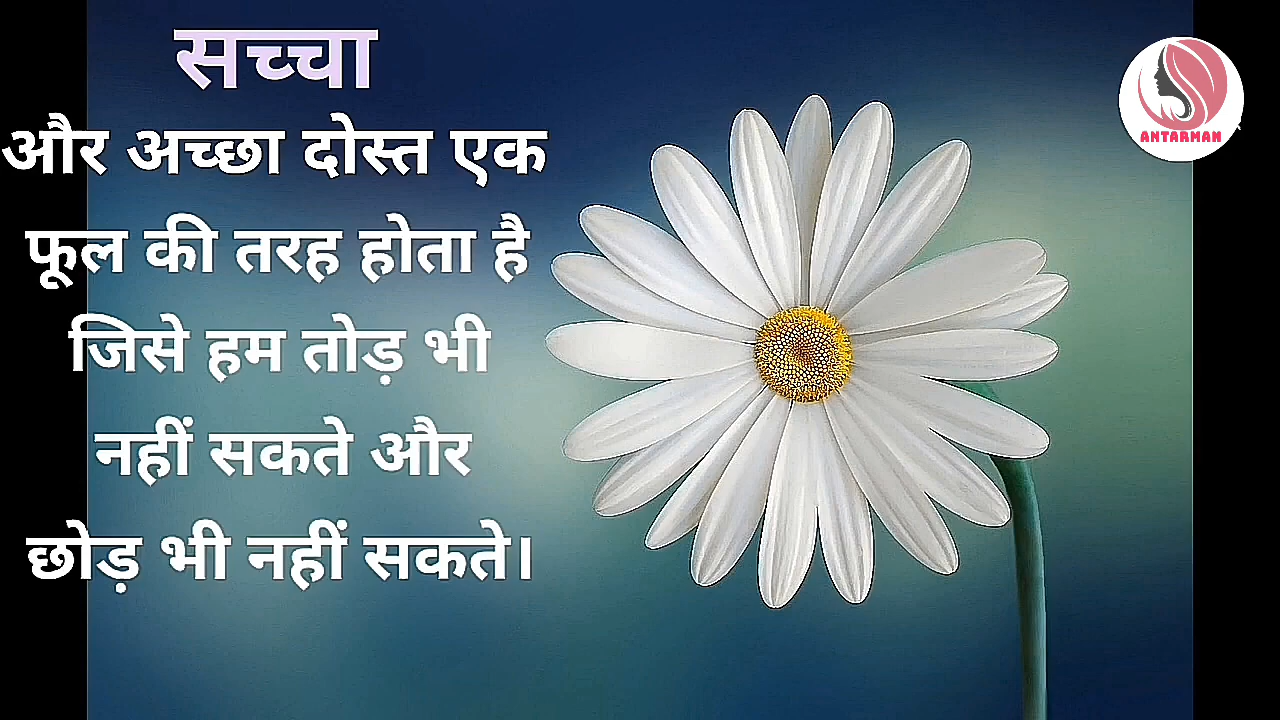 सच्चा
और अच्छा दोस्त एक
फूल की तरह होता है
जिसे हम तोड़ भी
नहीं सकते और
छोड़ भी नहीं सकते।
ANTARMAN